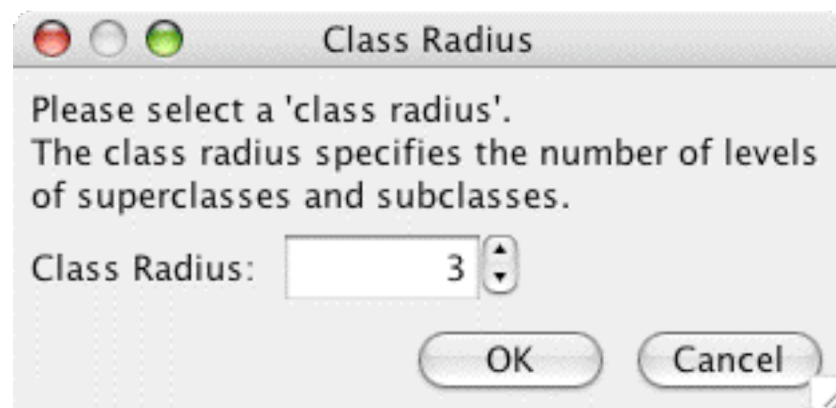 Class Radius
Please select a 'class radius'.
The class radius specifies the number of levels
of superclasses and subclasses.
Class Radius: 3
OK Cancel